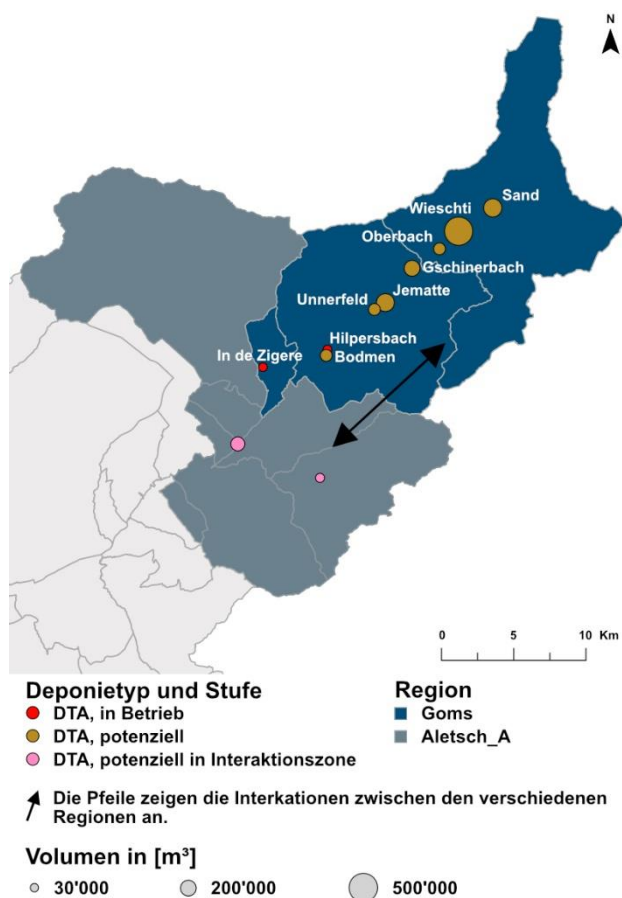 N
Sand
Wieschti
Oberbach
Gschinerbach
Jematte
Unnerfeld
Hilpersbach
In de Zigere
Bodmen
0 5 10 Km
Deponietyp und Stufe
DTA, in Betrieb
DTA, potenziell
DTA, potenziell in Interaktionszone
Region
Goms
Aletsch_A
Die Pfeile zeigen die Interkationen zwischen den verschiedenen
Regionen an.
Volumen in [m³]
30'000 200'000 500'000